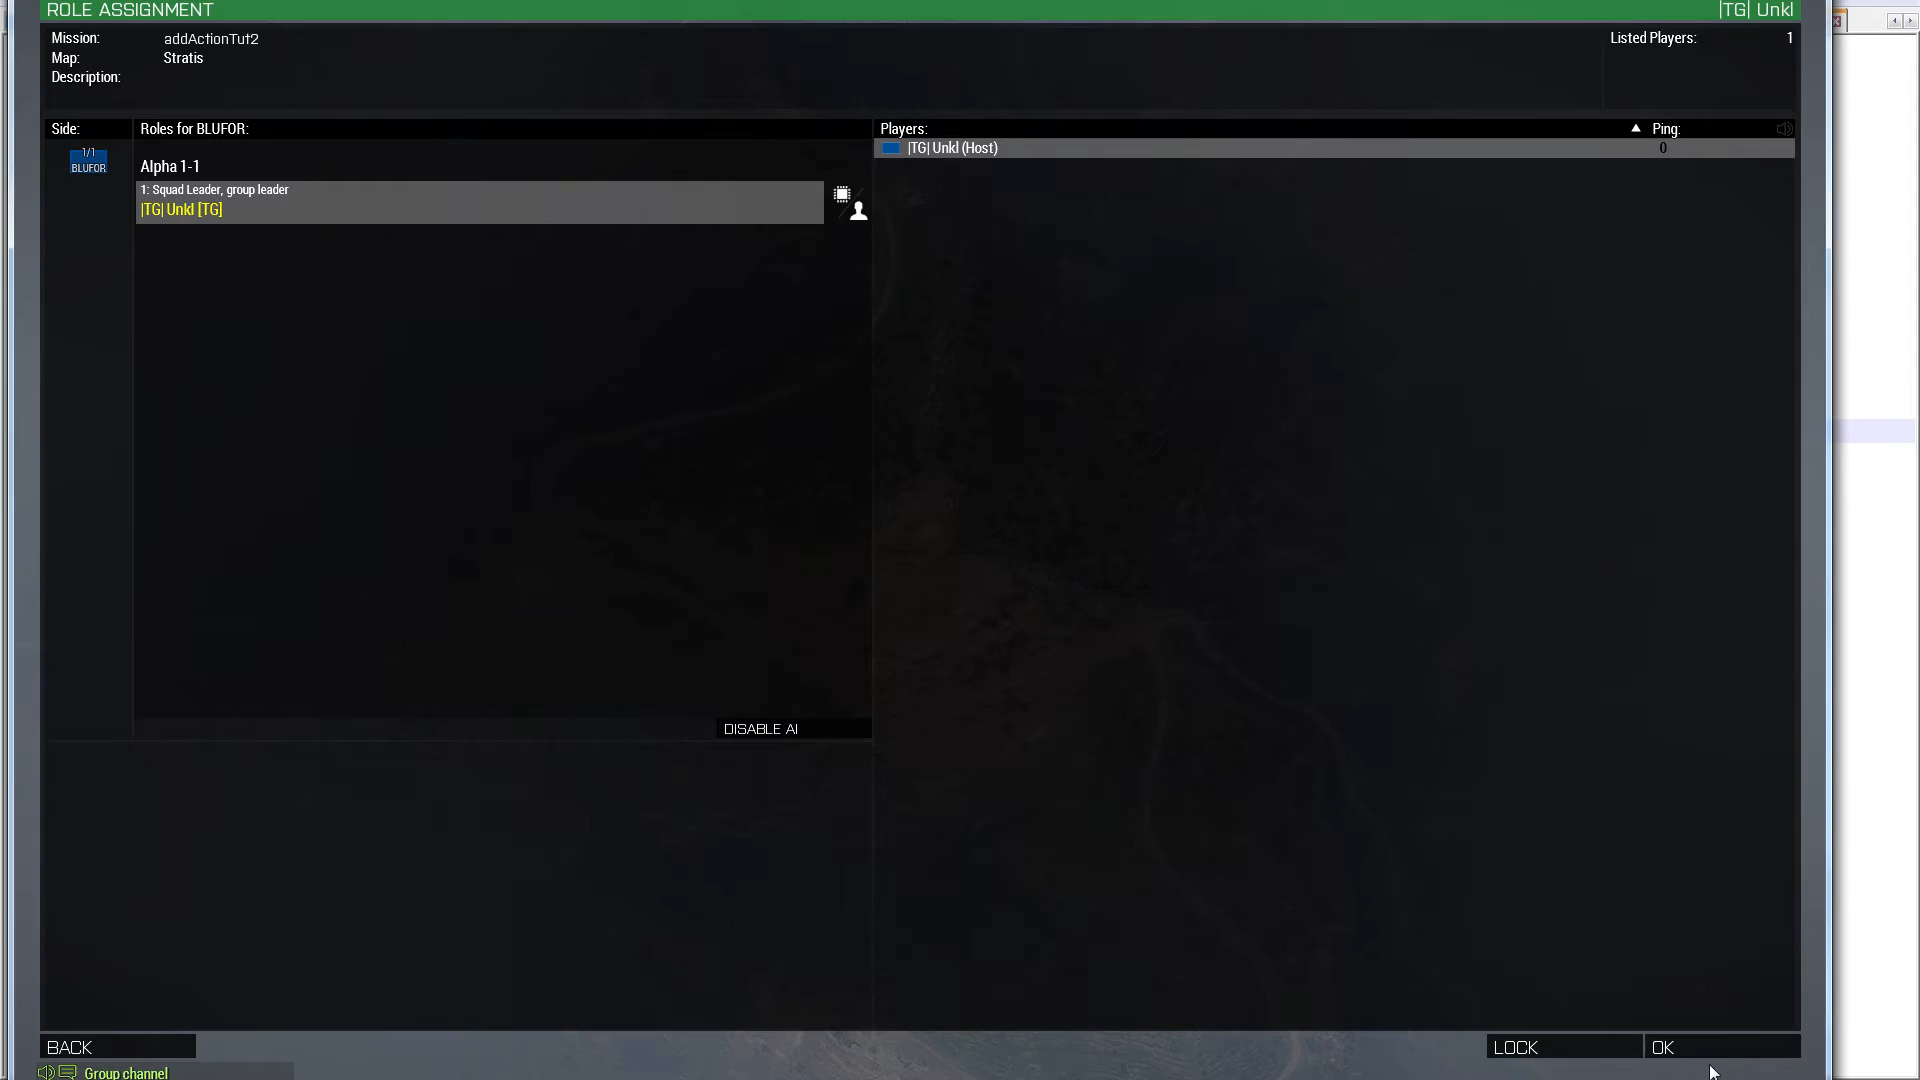 ROLE ASSIGNMENT
|TG| Unkl
Mission: addActionTut2
Map: Stratis
Description:
Listed Players: 1
Side:
Roles for BLUFOR:
Players:
Ping:
1/1
BLUFOR
Alpha 1-1
1: Squad Leader, group leader
|TG| Unkl [TG]
|TG| Unkl (Host)
0
DISABLE AI
BACK
LOCK
OK
Group channel